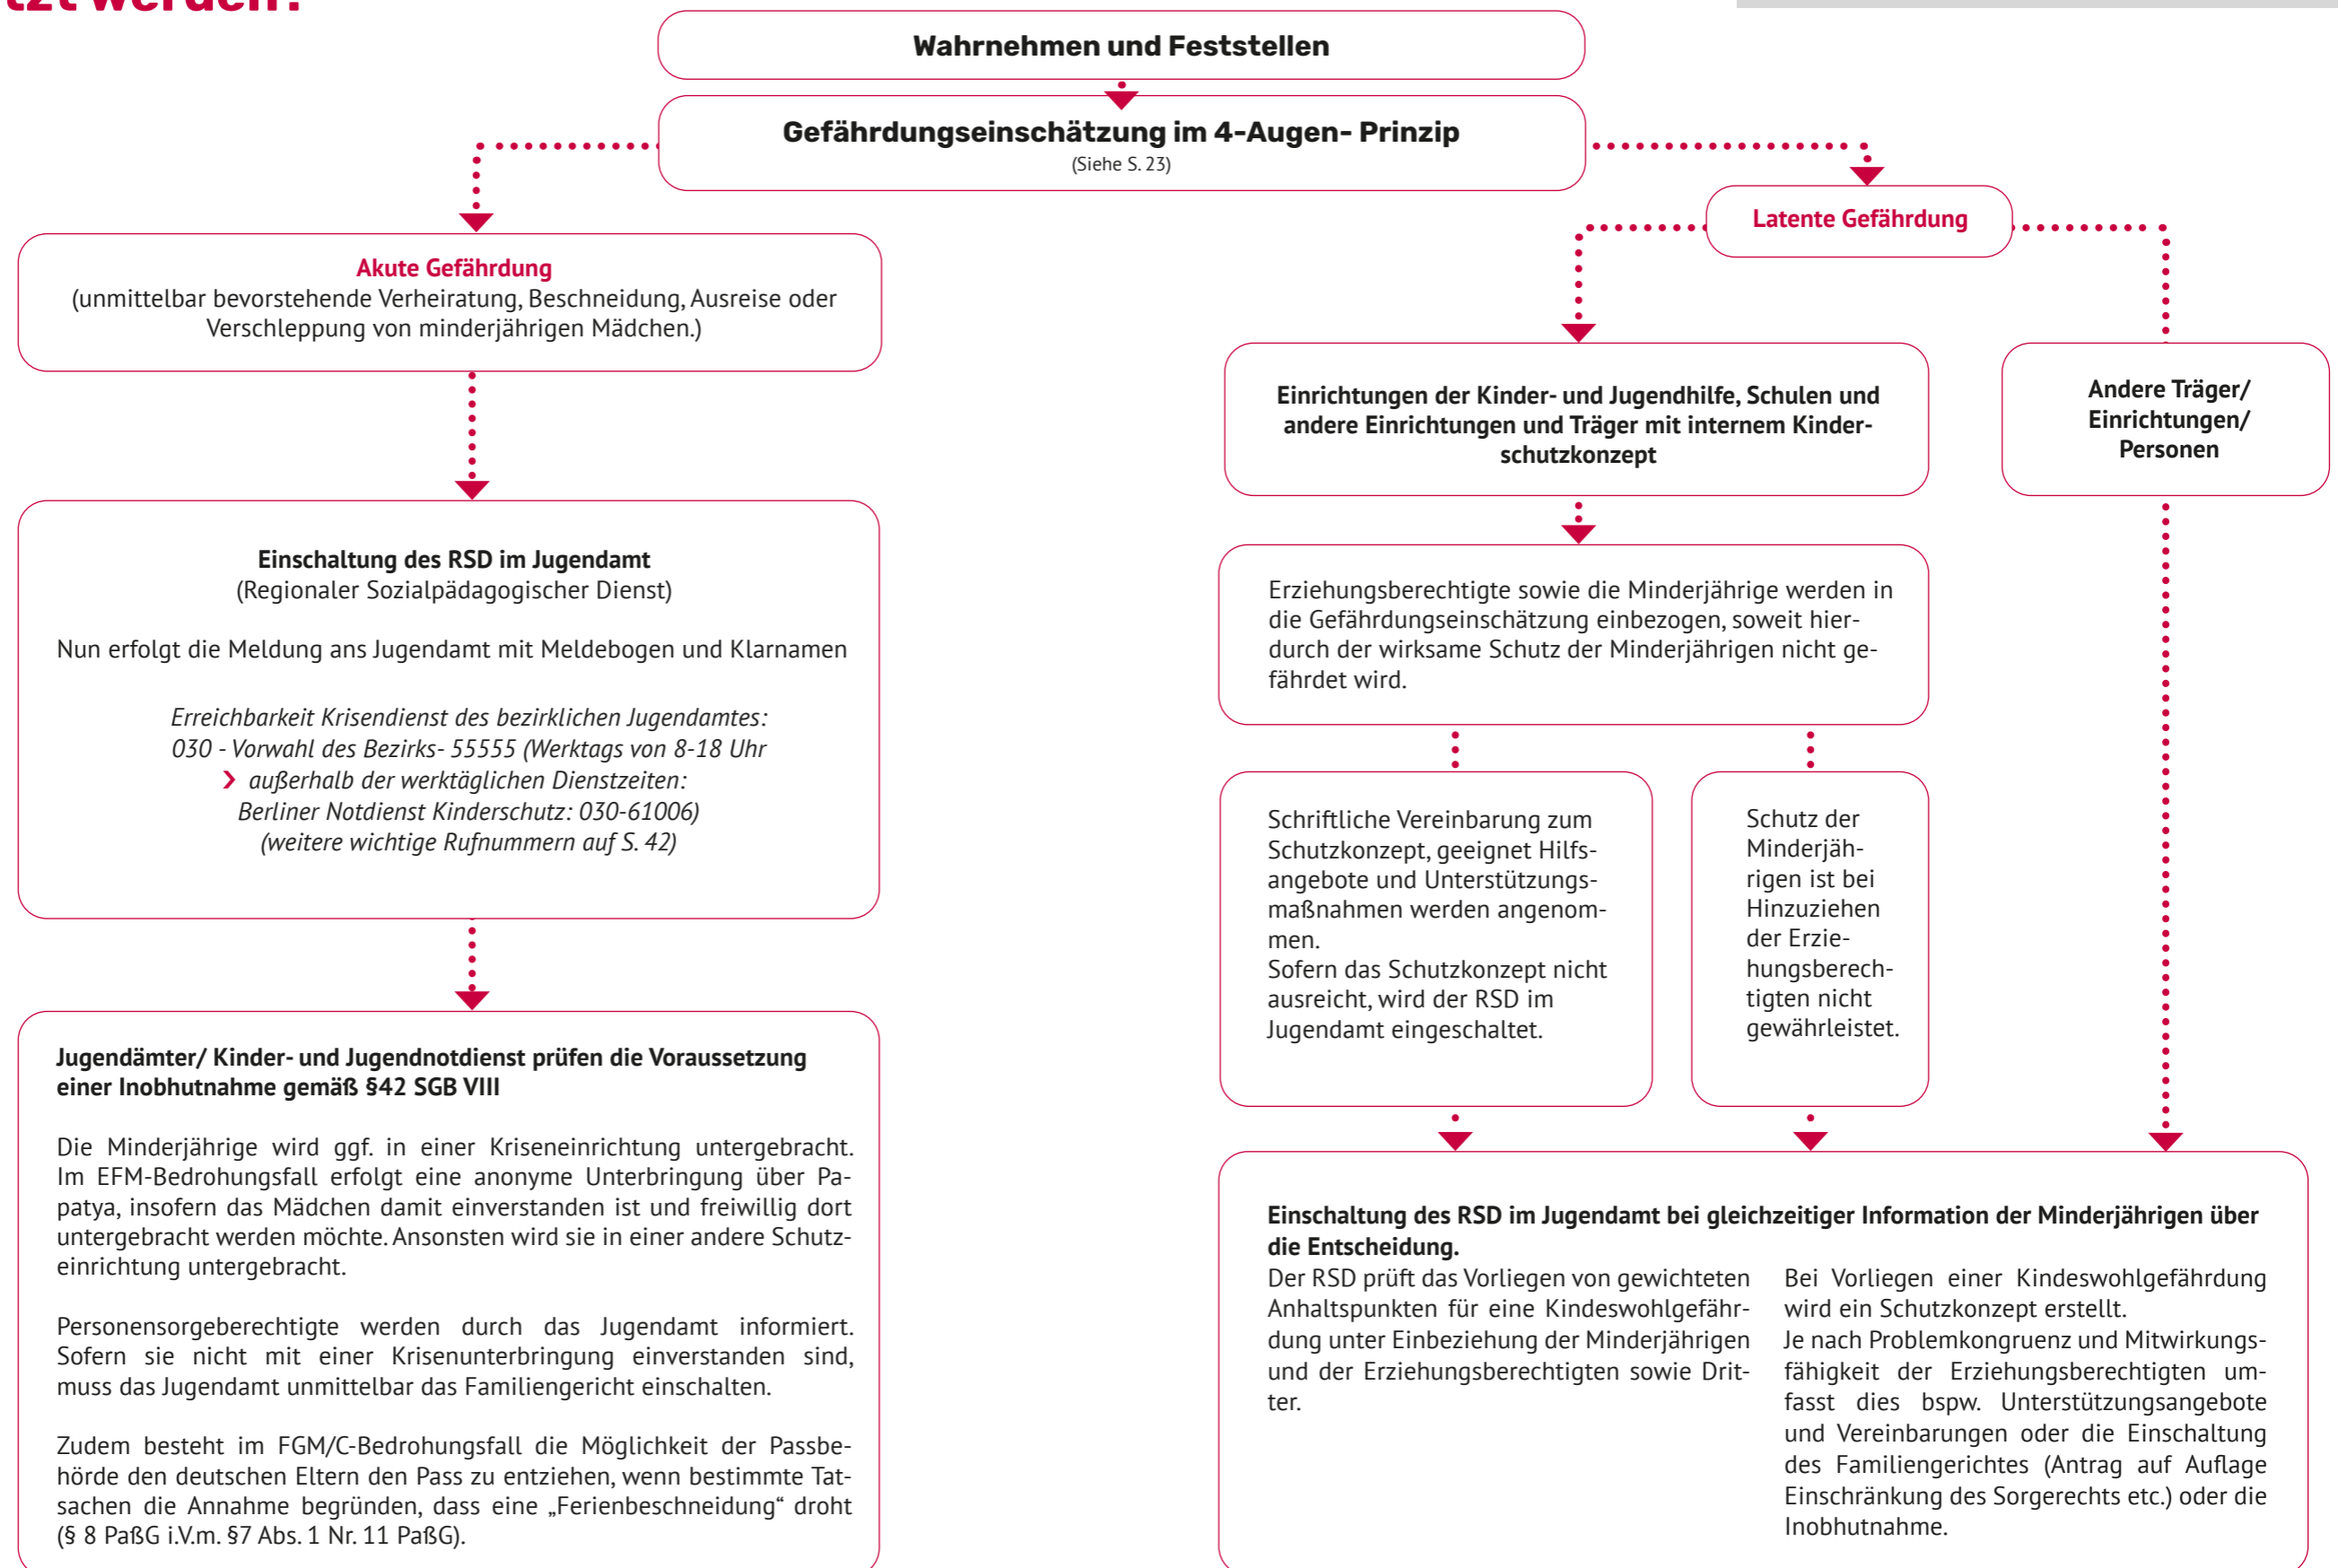 tzt werden?
Wahrnehmen und Feststellen
Gefährdungseinschätzung im 4-Augen- Prinzip
(Siehe S. 23)
Akute Gefährdung
(unmittelbar bevorstehende Verheiratung, Beschneidung, Ausreise oder
Verschleppung von minderjährigen Mädchen.)
Einschaltung des RSD im Jugendamt
(Regionaler Sozialpädagogischer Dienst)
Nun erfolgt die Meldung ans Jugendamt mit Meldebogen und Klarnamen
Erreichbarkeit Krisendienst des bezirklichen Jugendamtes:
030 - Vorwahl des Bezirks- 55555 (Werktags von 8-18 Uhr
› außerhalb der werktäglichen Dienstzeiten:
Berliner Notdienst Kinderschutz: 030-61006)
(weitere wichtige Rufnummern auf S. 42)
Jugendämter/ Kinder- und Jugendnotdienst prüfen die Voraussetzung
einer Inobhutnahme gemäß §42 SGB VIII
Die Minderjährige wird ggf. in einer Kriseneinrichtung untergebracht.
Im EFM-Bedrohungsfall erfolgt eine anonyme Unterbringung über Pa-
patya, insofern das Mädchen damit einverstanden ist und freiwillig dort
untergebracht werden möchte. Ansonsten wird sie in einer andere Schutz-
einrichtung untergebracht.
Personensorgeberechtigte werden durch das Jugendamt informiert.
Sofern sie nicht mit einer Krisenunterbringung einverstanden sind,
muss das Jugendamt unmittelbar das Familiengericht einschalten.
Zudem besteht im FGM/C-Bedrohungsfall die Möglichkeit der Passbe-
hörde den deutschen Eltern den Pass zu entziehen, wenn bestimmte Tat-
sachen die Annahme begründen, dass eine „Ferienbeschneidung“ droht
(§ 8 PaßG i.V.m. §7 Abs. 1 Nr. 11 PaßG).
Latente Gefährdung
Einrichtungen der Kinder- und Jugendhilfe, Schulen und
andere Einrichtungen und Träger mit internem Kinder-
schutzkonzept
Andere Träger/
Einrichtungen/
Personen
Erziehungsberechtigte sowie die Minderjährige werden in
die Gefährdungseinschätzung einbezogen, soweit hier-
durch der wirksame Schutz der Minderjährigen nicht ge-
fährdet wird.
Schriftliche Vereinbarung zum
Schutzkonzept, geeignet Hilfs-
angebote und Unterstützungs-
maßnahmen werden angenom-
men.
Sofern das Schutzkonzept nicht
ausreicht, wird der RSD im
Jugendamt eingeschaltet.
Schutz der
Minderjäh-
rigen ist bei
Hinzuziehen
der Erzie-
hungsberech-
tigten nicht
gewährleistet.
Einschaltung des RSD im Jugendamt bei gleichzeitiger Information der Minderjährigen über
die Entscheidung.
Der RSD prüft das Vorliegen von gewichteten
Anhaltspunkten für eine Kindeswohlgefähr-
dung unter Einbeziehung der Minderjährigen
und der Erziehungsberechtigten sowie Drit-
ter.
Bei Vorliegen einer Kindeswohlgefährdung
wird ein Schutzkonzept erstellt.
Je nach Problemkongruenz und Mitwirkungs-
fähigkeit der Erziehungsberechtigten um-
fasst dies bspw. Unterstützungsangebote
und Vereinbarungen oder die Einschaltung
des Familiengerichtes (Antrag auf Auflage
Einschränkung des Sorgerechts etc.) oder die
Inobhutnahme.